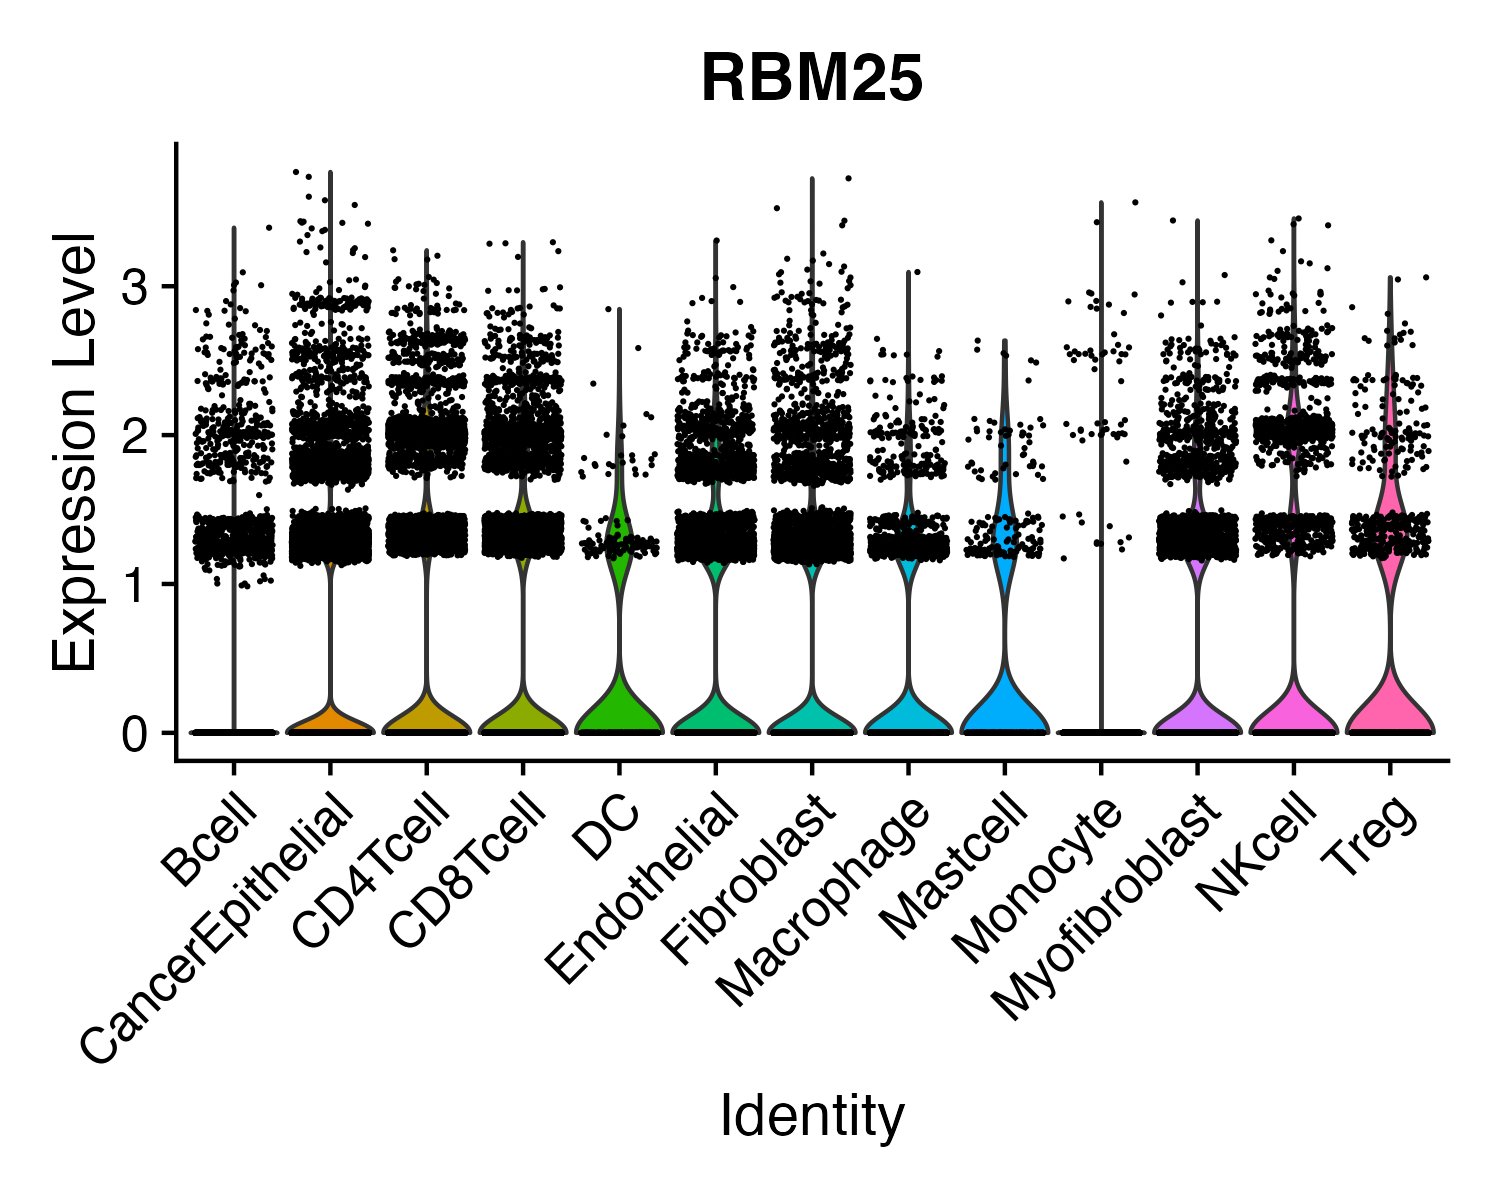 RBM25
Expression Level
3
2
1
0
Bcell
CancerEpithelial
CD4Tcell
CD8Tcell
DC
Endothelial
Fibroblast
Macrophage
Mastcell
Monocyte
Myofibroblast
NKcell
Treg
Identity